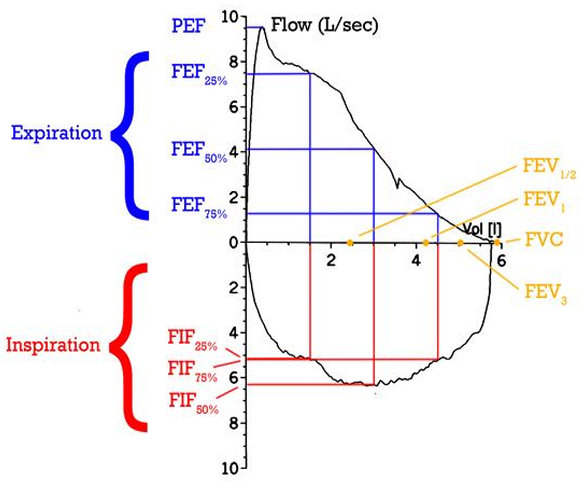 PEF
Flow (L/sec)
FEF25%
Expiration
FEF50%
FEF75%
FEV1/2
FEV1
FVC
FEV3
Vol [l]
10
8
6
4
2
0
2
4
6
8
10
2
4
6
Inspiration
FIF25%
FIF75%
FIF50%